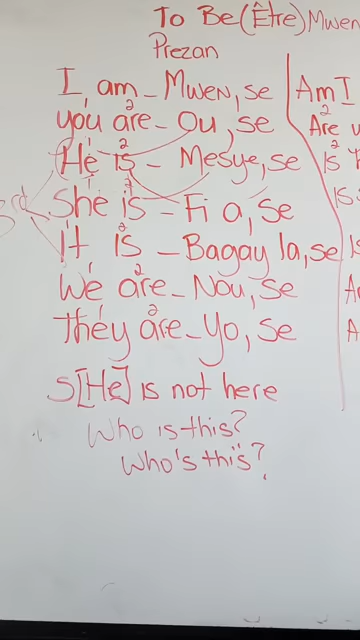 To Be (Être) Mwen
Prezan
I am - Mwen, se
you are - Ou, se
He is - Mesye, se
She is - Fi a, se
It is - Bagay la, se
We are - Nou, se
They are - Yo, se
S[He] is not here
Who is this?
Who's this?
3rd
Am I
Are
Is
Is
Is